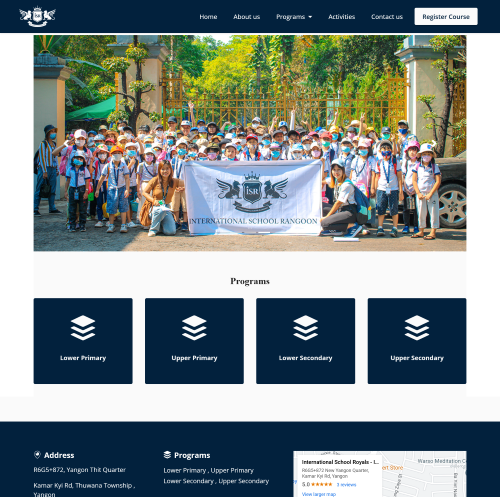 ISR
Home About us Programs Activities Contact us Register Course
ISR
INTERNATIONAL SCHOOL RANGOON
Programs
Lower Primary Upper Primary Lower Secondary Upper Secondary
Address
R6G5+872, Yangon Thit Quarter
Kamar Kyi Rd, Thuwana Township ,
Yangon
Programs
Lower Primary , Upper Primary
Lower Secondary , Upper Secondary
International School Royals - I...
R6G5+872 New Yangon Quarter,
Kamar Kyi Rd, Yangon
5.0 ★★★★★ 3 reviews
View larger map
ert Store